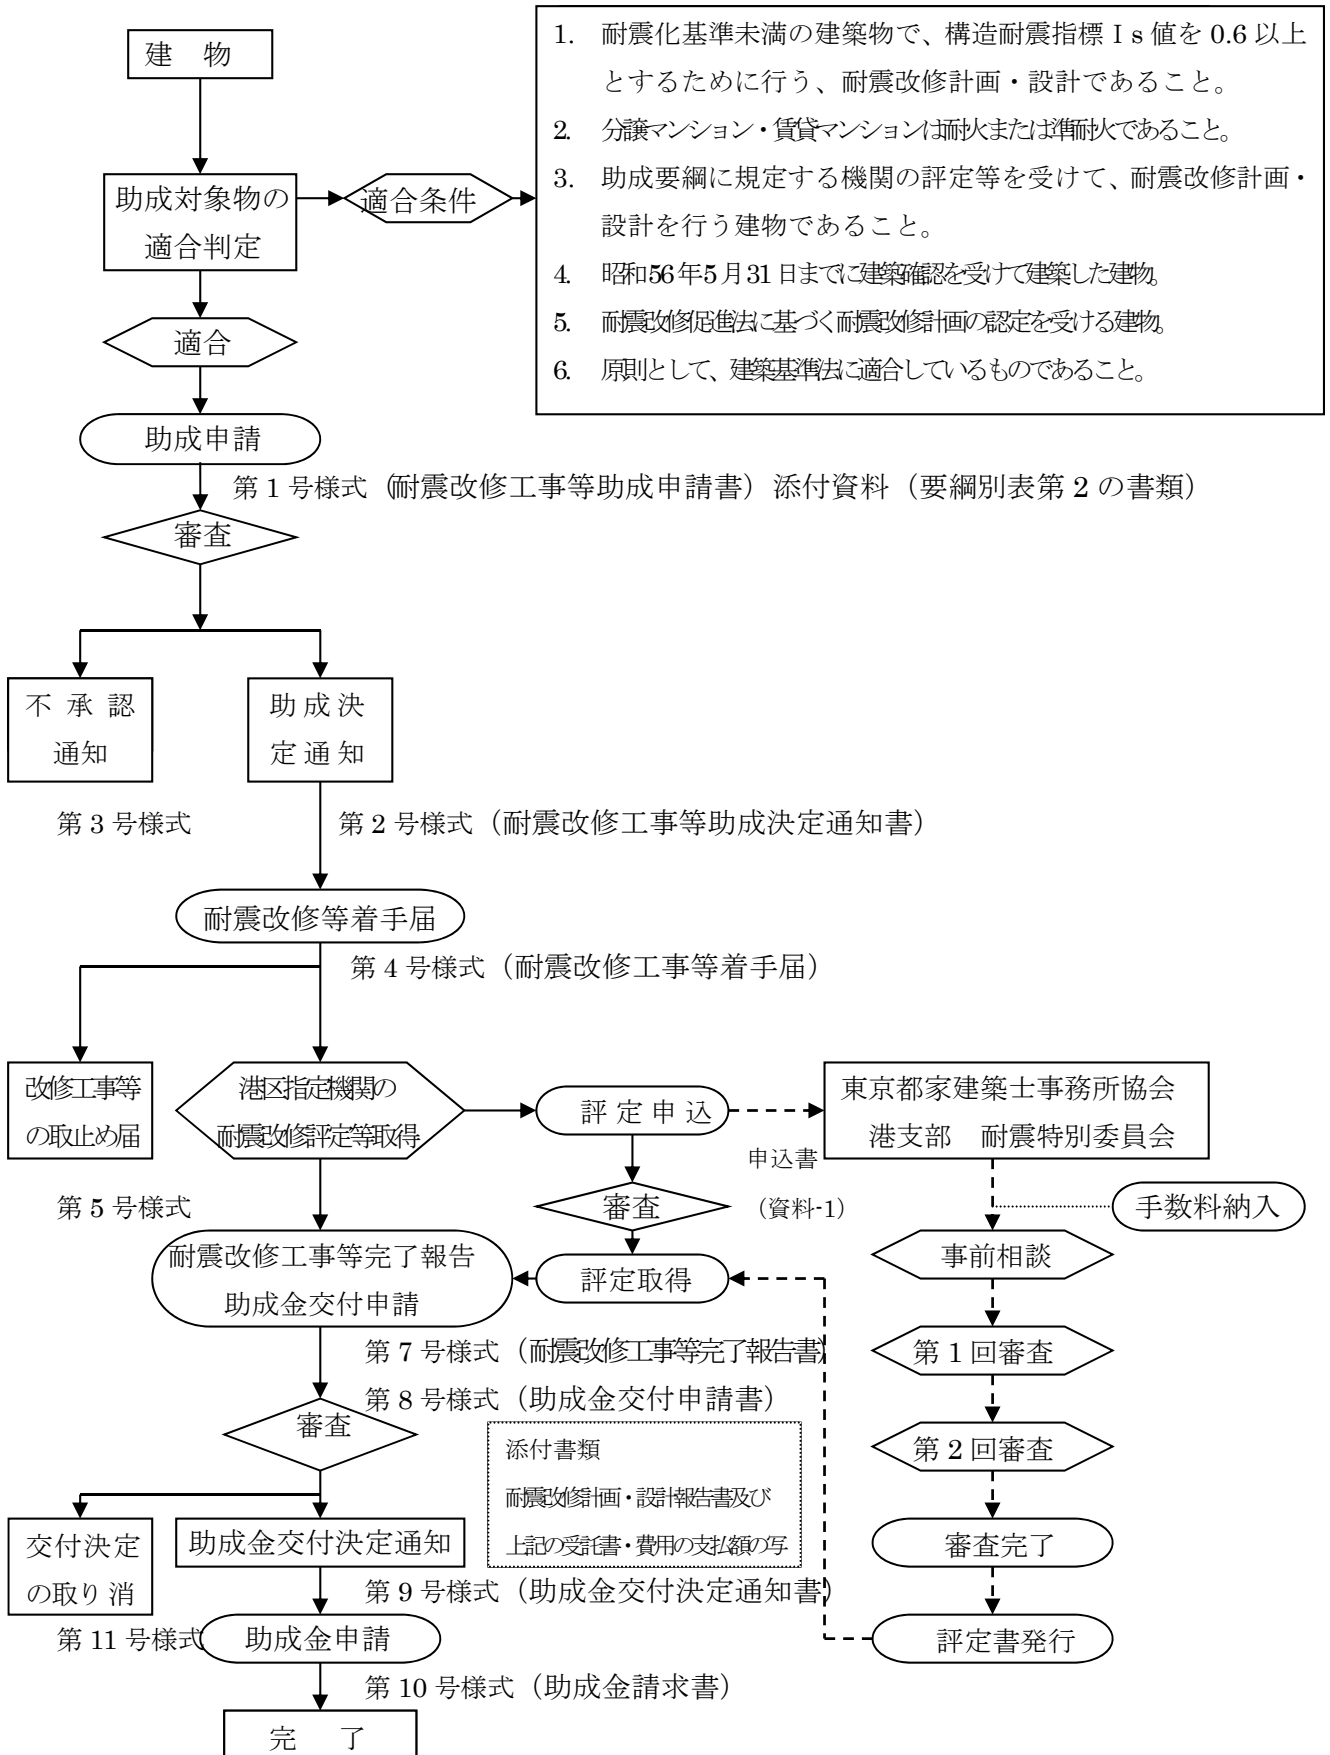 建　物
1. 耐震化基準未満の建築物で、構造耐震指標Ｉｓ値を 0.6 以上
とするために行う、耐震改修計画・設計であること。
2. 分譲マンション・賃貸マンションは耐火または準耐火であること。
3. 助成要綱に規定する機関の評定等を受けて、耐震改修計画・
設計を行う建物であること。
4. 昭和56年5月31日までに建築確認を受けて建築した建物。
5. 耐震改修促進法に基づく耐震改修計画の認定を受ける建物。
6. 原則として、建築基準法に適合しているものであること。
助成対象物の
適合判定
適合条件
適合
助成申請
第 1 号様式（耐震改修工事等助成申請書）添付資料（要綱別表第 2 の書類）
審査
不 承 認
通知
助 成 決
定 通 知
第 3 号様式
第 2 号様式（耐震改修工事等助成決定通知書）
耐震改修等着手届
第 4 号様式（耐震改修工事等着手届）
改修工事等
の取止め届
港区指定機関の
耐震改修評定等取得
評 定 申 込
東京都家建築士事務所協会
港支部　耐震特別委員会
申込書
（資料-1）
第 5 号様式
審査
手数料納入
耐震改修工事等完了報告
助成金交付申請
評定取得
事前相談
第 7 号様式（耐震改修工事等完了報告書）
第 8 号様式（助成金交付申請書）
第 1 回審査
審査
添付書類
耐震改修計画・設計報告書及び
上記の受託書・費用の支払額の写
第 2 回審査
交付決定
の取り 消
助成金交付決定通知
審査完了
第 9 号様式（助成金交付決定通知書）
第 11 号様式
助成金申請
評定書発行
第 10 号様式（助成金請求書）
完　了